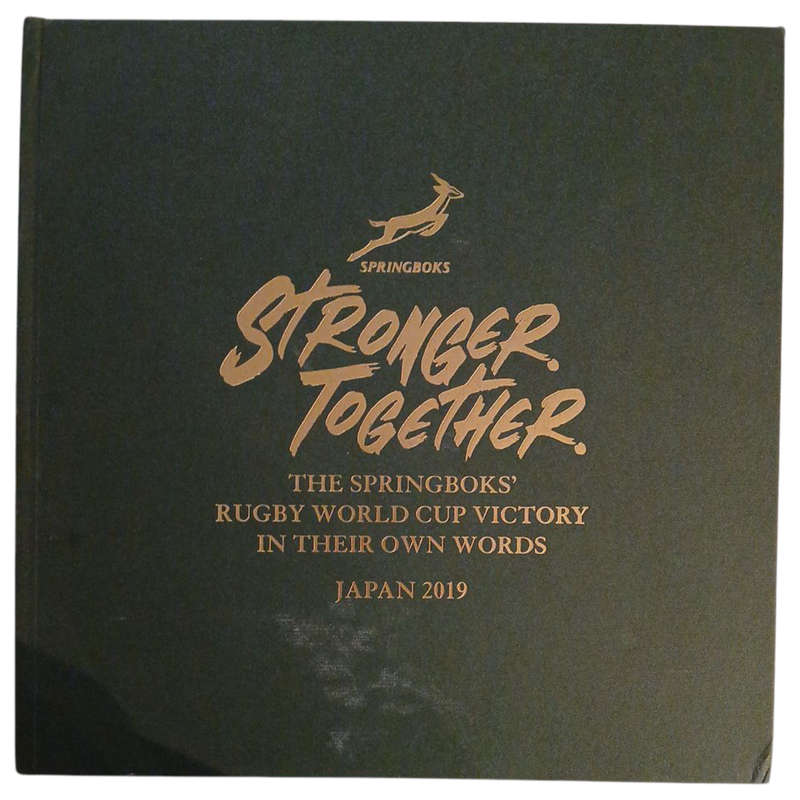 SPRINGBOKS
STRONGER.
TOGETHER.
THE SPRINGBOKS'
RUGBY WORLD CUP VICTORY
IN THEIR OWN WORDS
JAPAN 2019